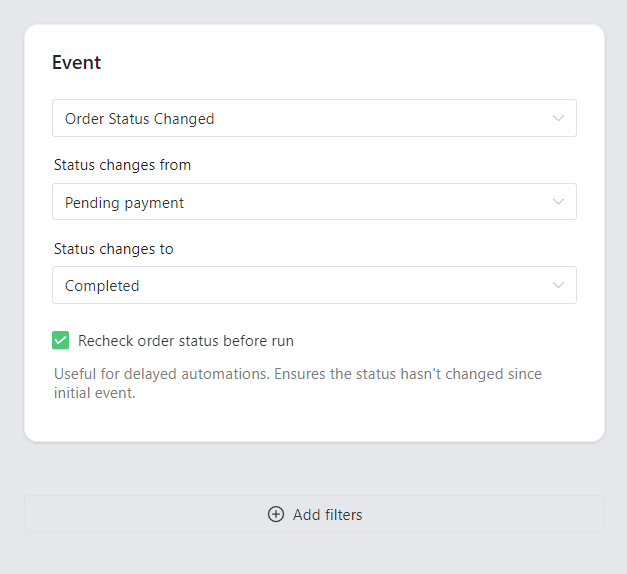 Event
Order Status Changed
Status changes from
Pending payment
Status changes to
Completed
Recheck order status before run
Useful for delayed automations. Ensures the status hasn't changed since
initial event.
Add filters